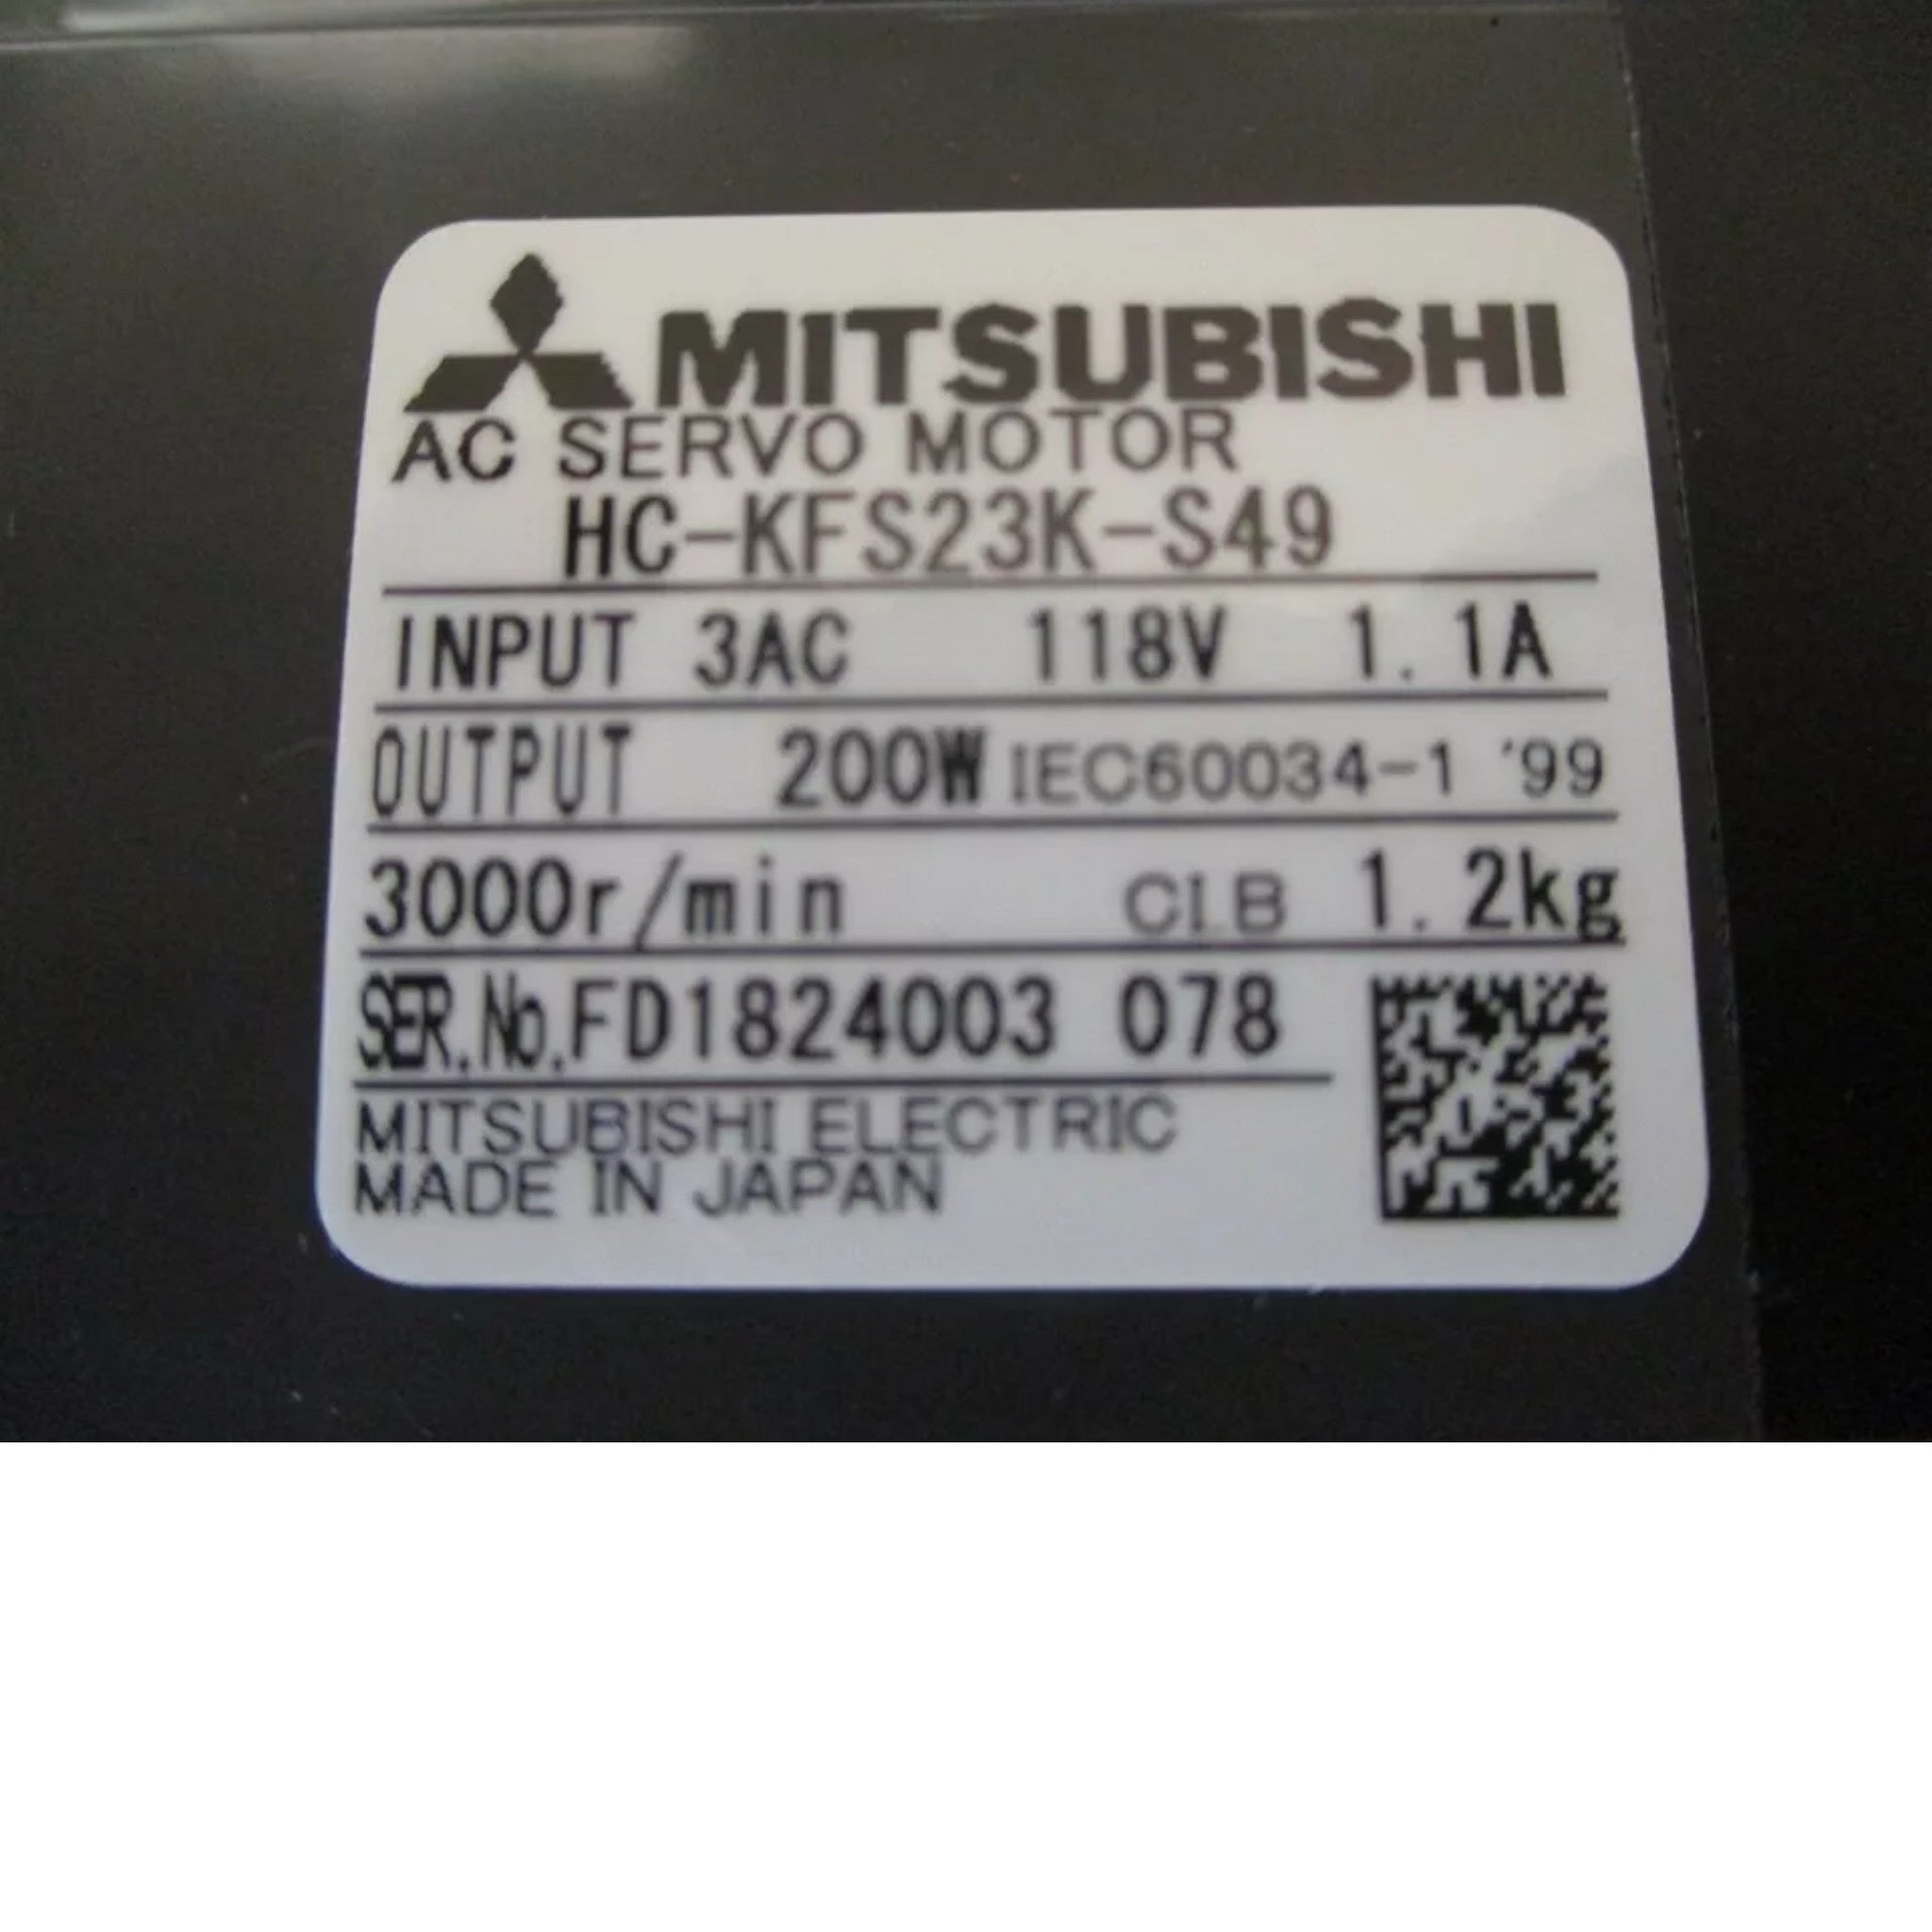 MITSUBISHI
AC SERVO MOTOR
HC-KFS23K-S49
INPUT 3AC 118V 1.1A
OUTPUT 200W IEC60034-1 '99
3000r/min CI.B 1.2kg
SER.No.FD1824003 078
MITSUBISHI ELECTRIC
MADE IN JAPAN